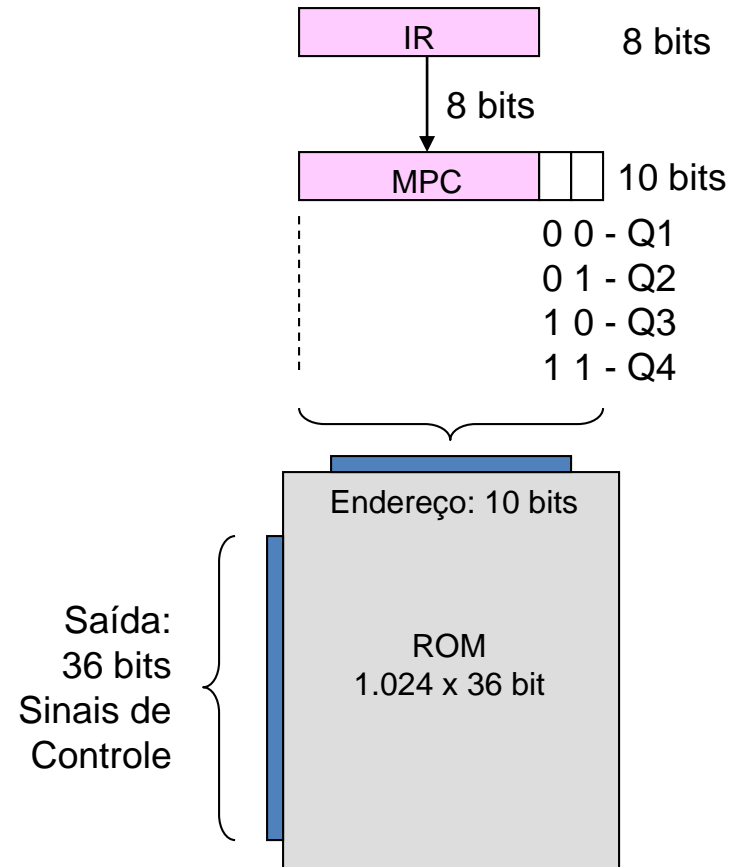 IR
8 bits
8 bits
MPC
10 bits
0 0 - Q1
0 1 - Q2
1 0 - Q3
1 1 - Q4
Endereço: 10 bits
Saída:
36 bits
Sinais de
Controle
ROM
1.024 x 36 bit